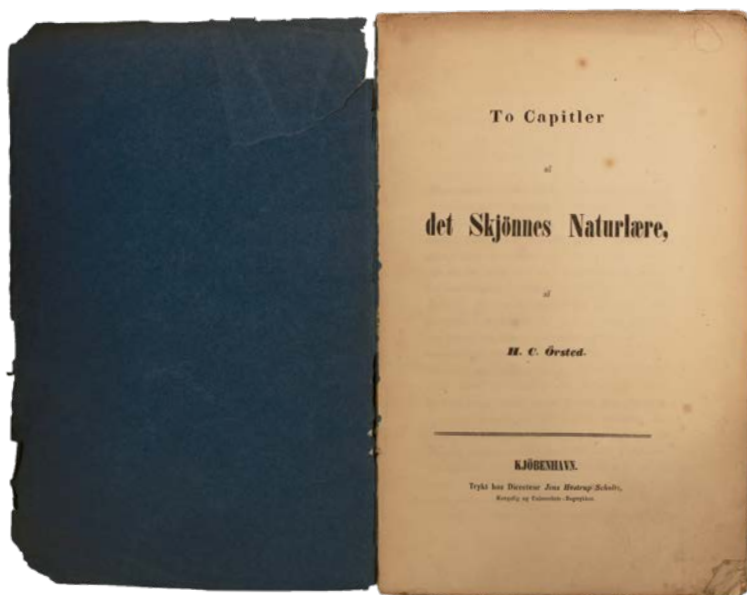 To Capitler
af
det Skjönnes Naturlære,
af
H. C. Örsted.
KJÖBENHAVN.
Trykt hos Directeur Jens Hostrup Schultz,
Kongelig og Universitets-Bogtrykker.